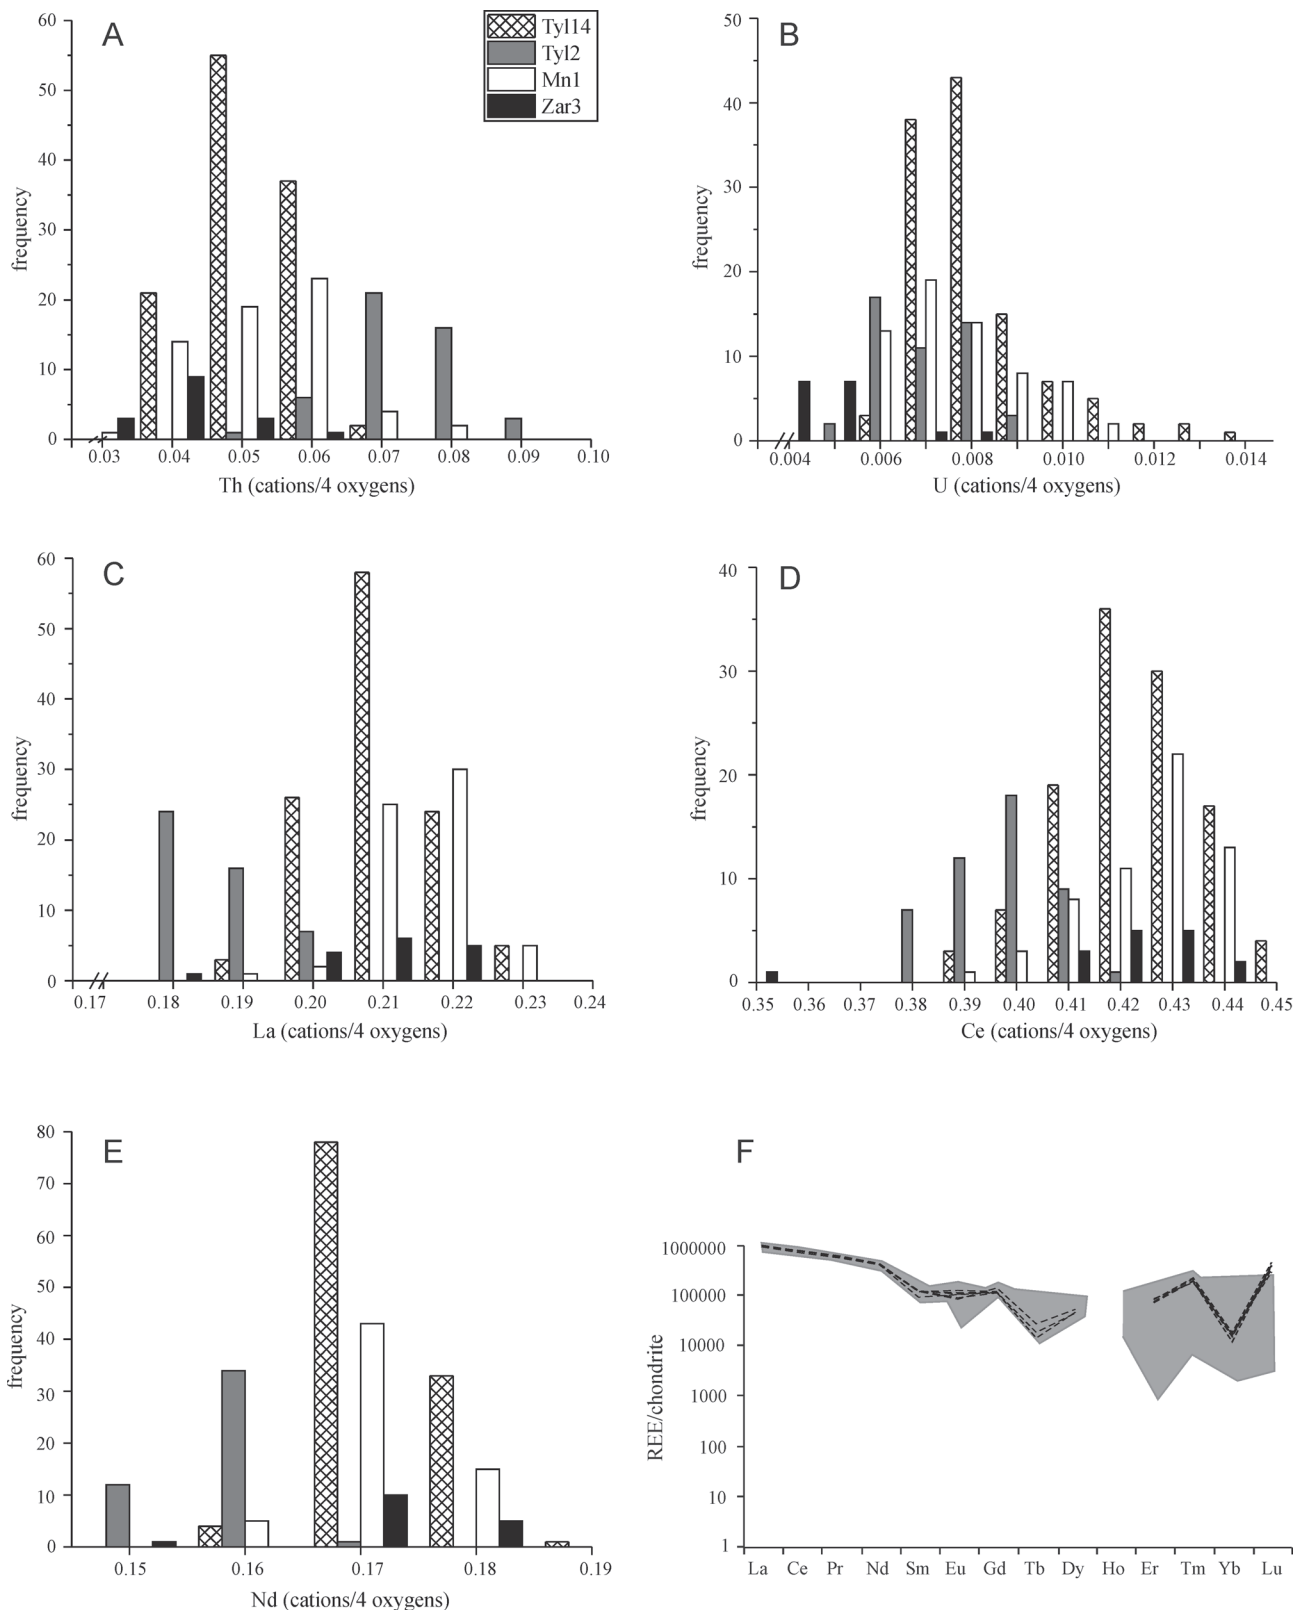 A
Tyl14
Tyl2
Mn1
Zar3
60
50
40
30
20
10
0
frequency
0.03 0.04 0.05 0.06 0.07 0.08 0.09 0.10
Th (cations/4 oxygens)
B
50
40
30
20
10
0
frequency
0.004 0.006 0.008 0.010 0.012 0.014
U (cations/4 oxygens)
C
60
50
40
30
20
10
0
frequency
0.17 0.18 0.19 0.20 0.21 0.22 0.23 0.24
La (cations/4 oxygens)
D
40
30
20
10
0
frequency
0.35 0.36 0.37 0.38 0.39 0.40 0.41 0.42 0.43 0.44 0.45
Ce (cations/4 oxygens)
E
80
70
60
50
40
30
20
10
0
frequency
0.15 0.16 0.17 0.18 0.19
Nd (cations/4 oxygens)
F
1000000
100000
10000
1000
100
10
1
REE/chondrite
La Ce Pr Nd Sm Eu Gd Tb Dy Ho Er Tm Yb Lu